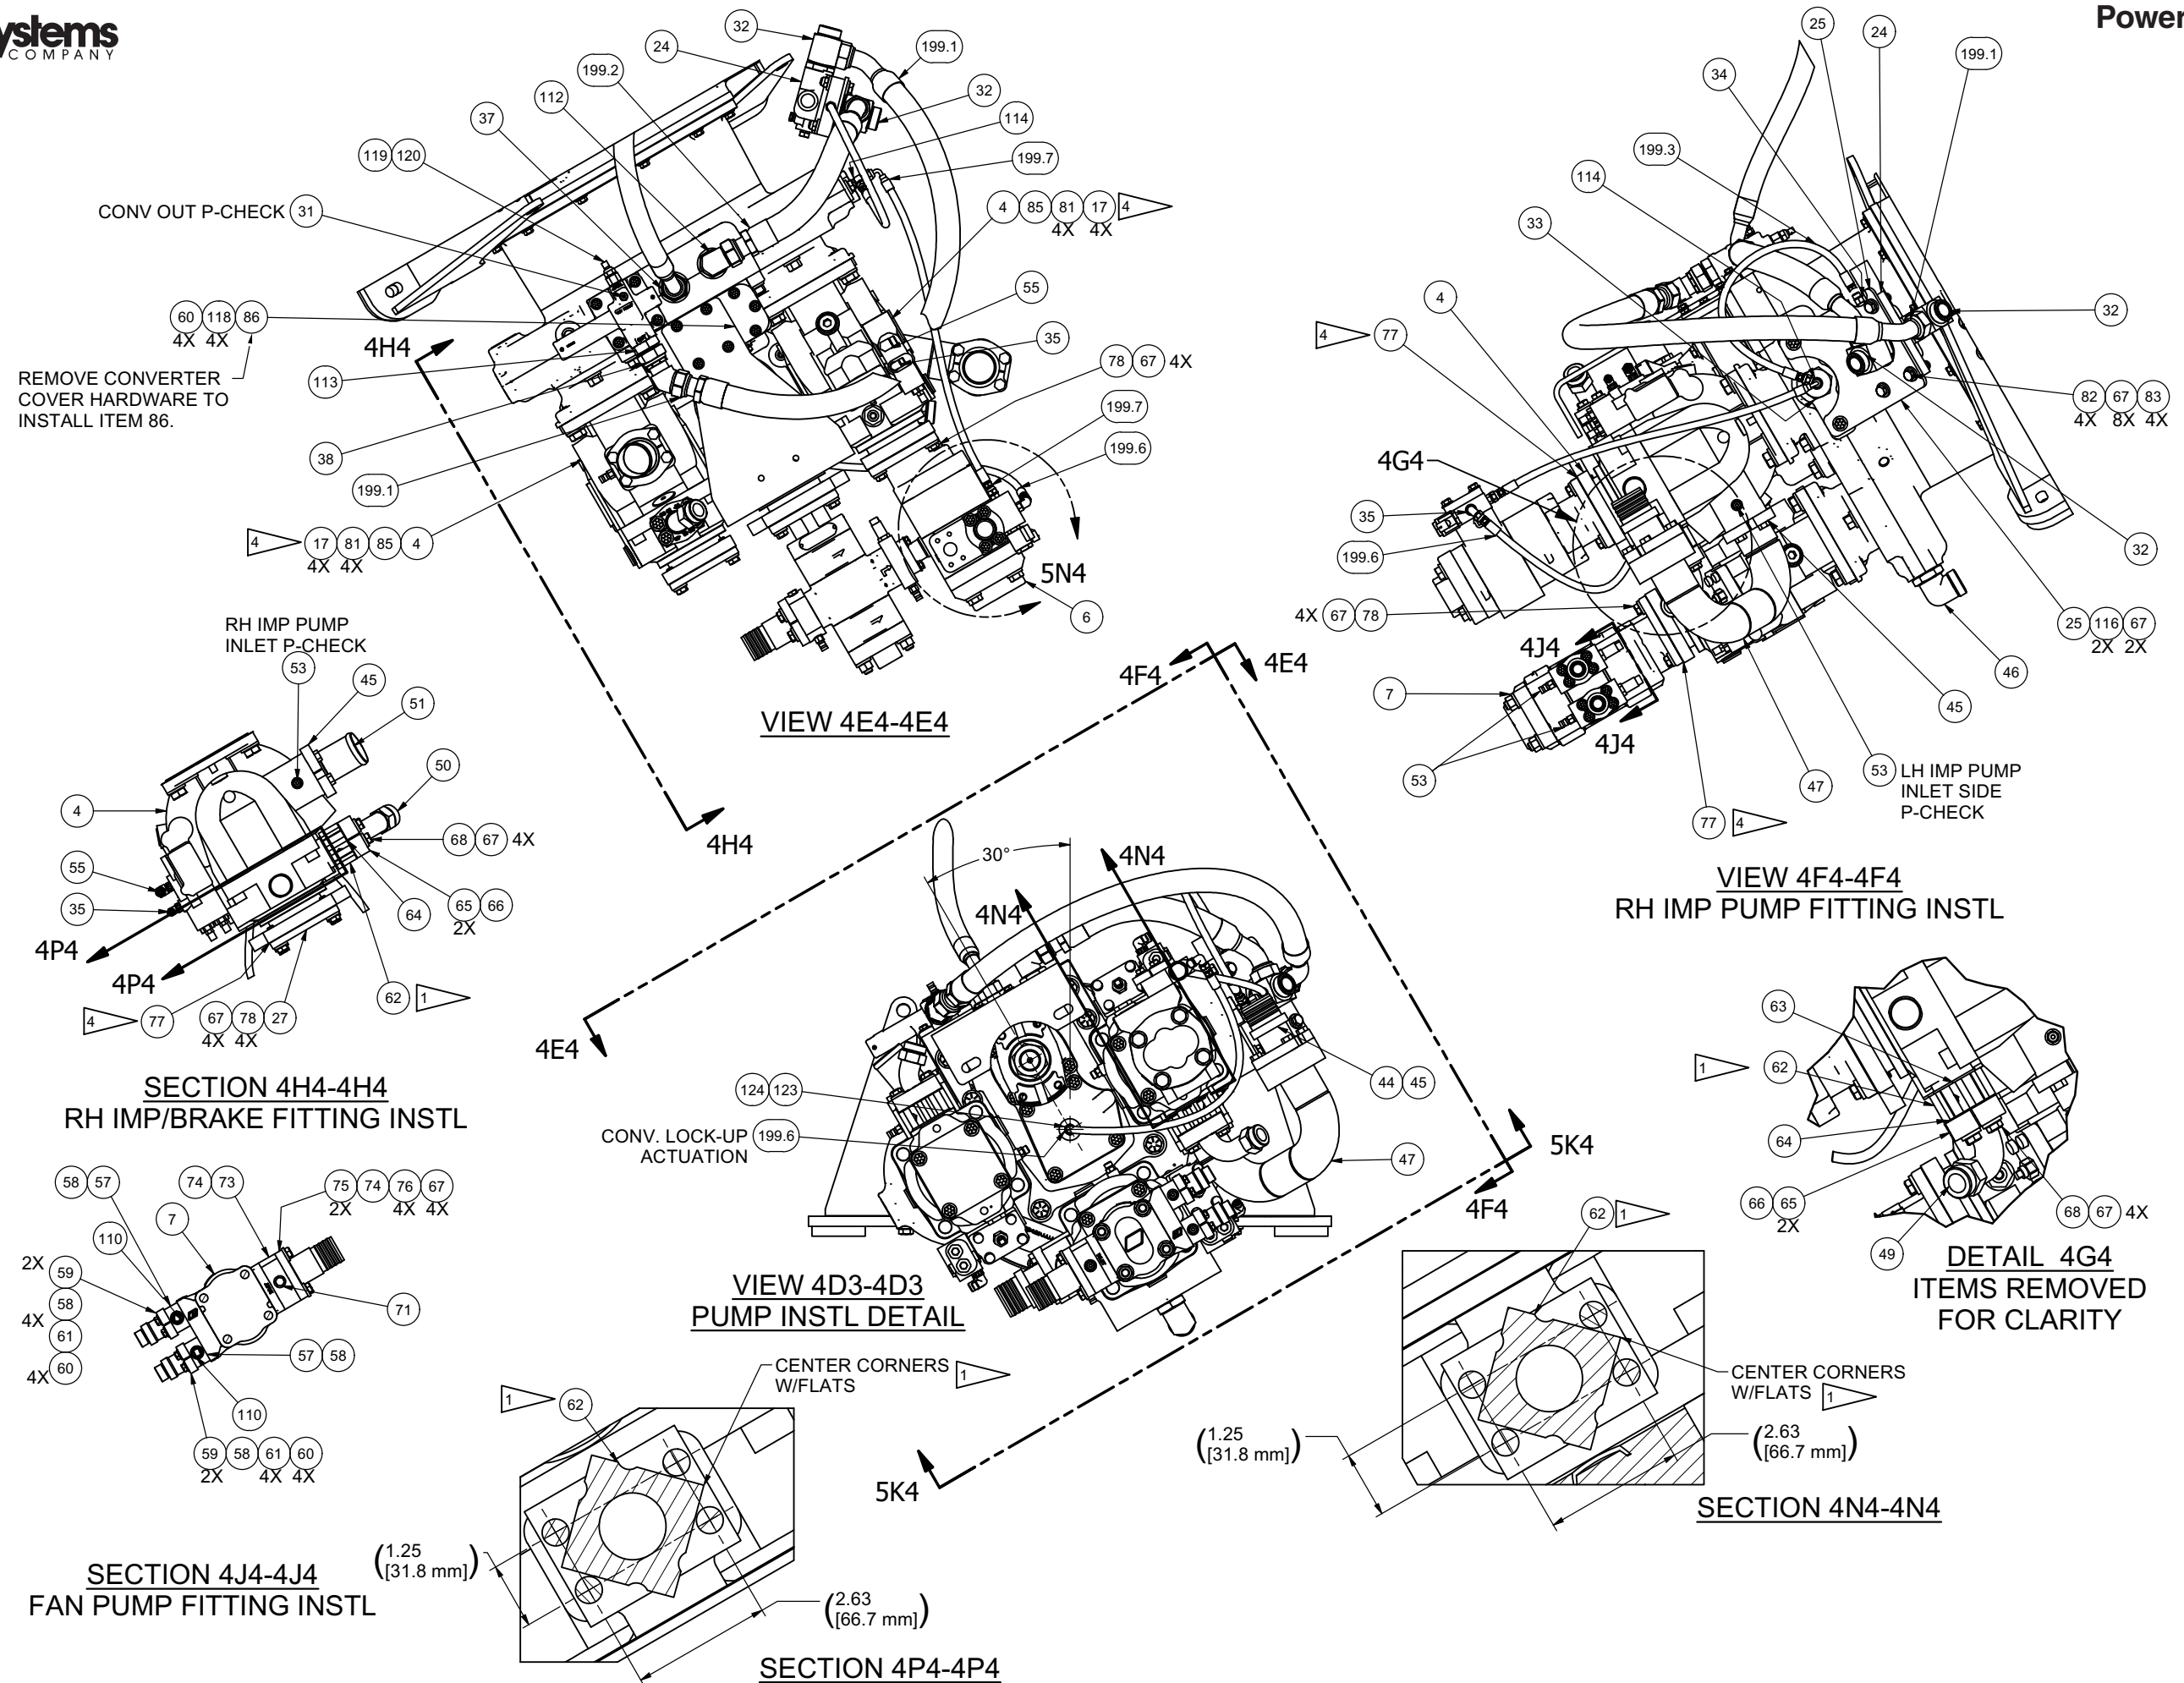 ystems
COMPANY
Power
32
24
199.1
199.2
112
32
37
114
119 120
199.7
CONV OUT P-CHECK 31
4 85 81 17 4
4X 4X
60 118 86
4X 4X
55
4H4
35
REMOVE CONVERTER
COVER HARDWARE TO
INSTALL ITEM 86.
113
78 67 4X
199.7
38
199.6
199.1
4 17 81 85 4
4X 4X
5N4
6
4H4
VIEW 4E4-4E4
25
24
34
199.1
199.3
114
33
4
32
4 77
82 67 83
4X 8X 4X
4G4
35
32
199.6
4X 67 78
4J4
25 116 67
2X 2X
46
7
45
4J4
53
47
53 LH IMP PUMP
INLET SIDE
P-CHECK
77 4
VIEW 4F4-4F4
RH IMP PUMP FITTING INSTL
RH IMP PUMP
INLET P-CHECK
53
45
51
50
4
68 67 4X
55
65 66
2X
35
64
4P4
4P4
62 1
4 77
67 78 27
4X 4X
SECTION 4H4-4H4
RH IMP/BRAKE FITTING INSTL
4F4
4E4
30°
4N4
4N4
4E4
124 123
44 45
CONV. LOCK-UP
ACTUATION
199.6
47
5K4
4F4
VIEW 4D3-4D3
PUMP INSTL DETAIL
5K4
63
1 62
64
66 65
2X
68 67 4X
49
DETAIL 4G4
ITEMS REMOVED
FOR CLARITY
58 57
74 73
75 74 76 67
2X 4X 4X
7
110
2X 59
58
4X
61
4X 60
71
57 58
110
59 58 61 60
2X 4X 4X
SECTION 4J4-4J4
FAN PUMP FITTING INSTL
1 62
CENTER CORNERS
W/FLATS 1
(1.25
[31.8 mm])
(2.63
[66.7 mm])
SECTION 4P4-4P4
62 1
CENTER CORNERS
W/FLATS 1
(1.25
[31.8 mm])
(2.63
[66.7 mm])
SECTION 4N4-4N4